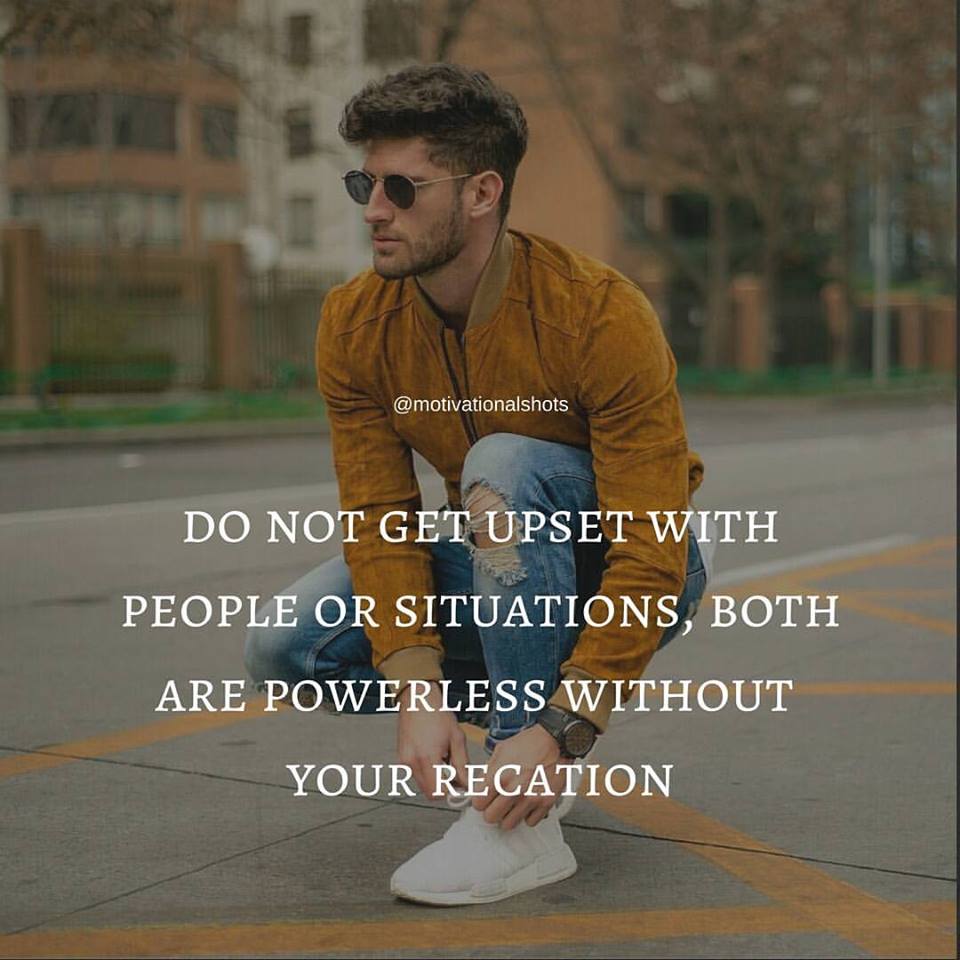 @motivationalshots
DO NOT GET UPSET WITH
PEOPLE OR SITUATIONS, BOTH
ARE POWERLESS WITHOUT
YOUR RECATION